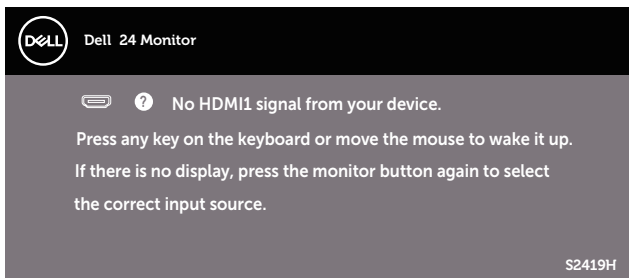 DELL Dell 24 Monitor
? No HDMI1 signal from your device.
Press any key on the keyboard or move the mouse to wake it up.
If there is no display, press the monitor button again to select
the correct input source.
S2419H